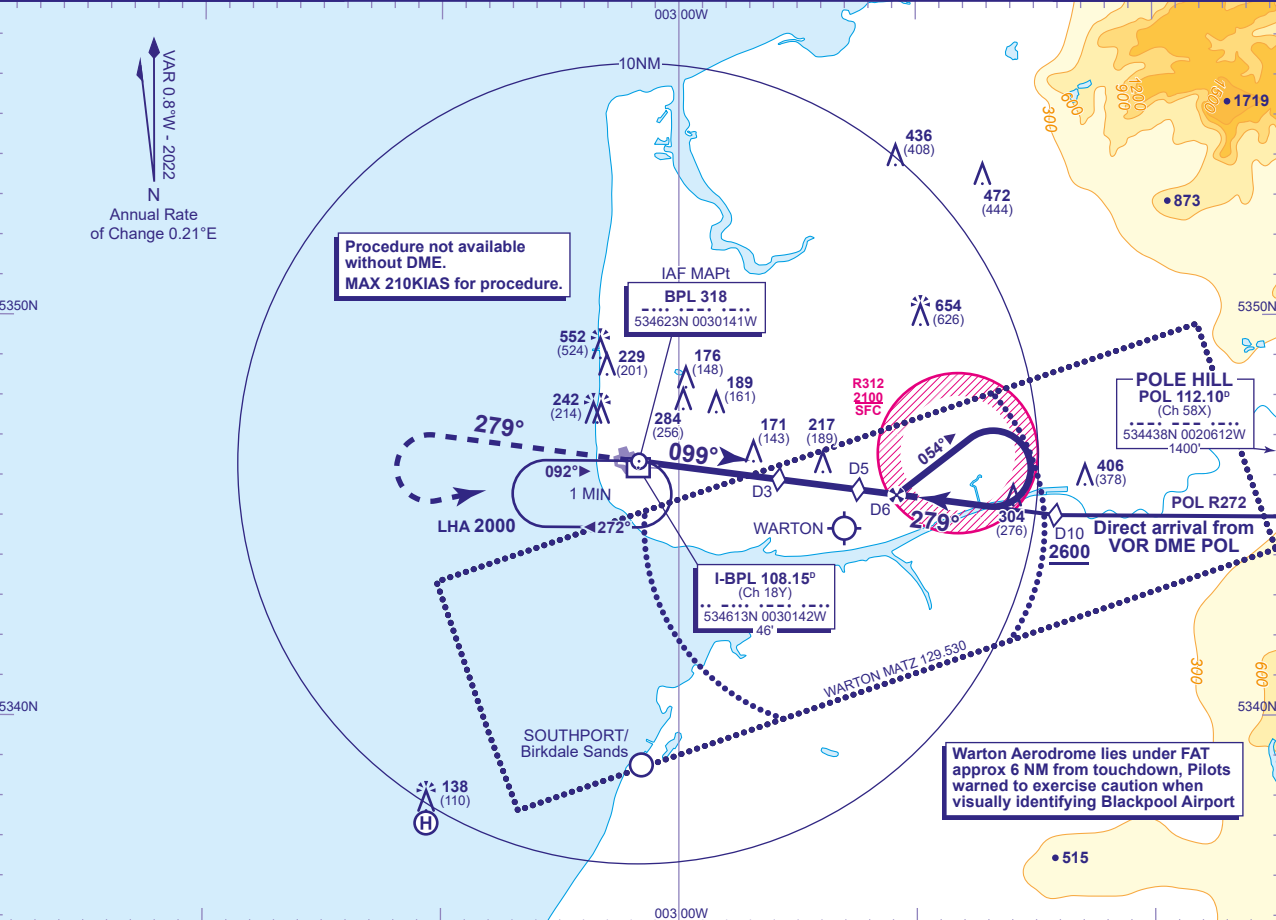 003 00W
10NM
VAR 0.8°W - 2022
N
Annual Rate
of Change 0.21°E
1719
1500
1200
900
600
300
436
(408)
472
(444)
873
Procedure not available
without DME.
MAX 210KIAS for procedure.
IAF MAPt
BPL 318
534623N 0030141W
5350N
5350N
654
(626)
552
(524)
229
(201)
176
(148)
189
(161)
242
(214)
284
(256)
R312
2100
SFC
POLE HILL
POL 112.10ᴰ
(Ch 58X)
534438N 0020612W
1400'
279°
099°
171
(143)
217
(189)
054°
092°
1 MIN
D3
D5
D6
406
(378)
POL R272
LHA 2000
272°
WARTON
279°
304
(276)
D10
2600
Direct arrival from
VOR DME POL
I-BPL 108.15ᴰ
(Ch 18Y)
534613N 0030142W
46'
WARTON MATZ 129.530
300
600
5340N
5340N
SOUTHPORT/
Birkdale Sands
138
(110)
H
Warton Aerodrome lies under FAT
approx 6 NM from touchdown, Pilots
warned to exercise caution when
visually identifying Blackpool Airport
515
003 00W